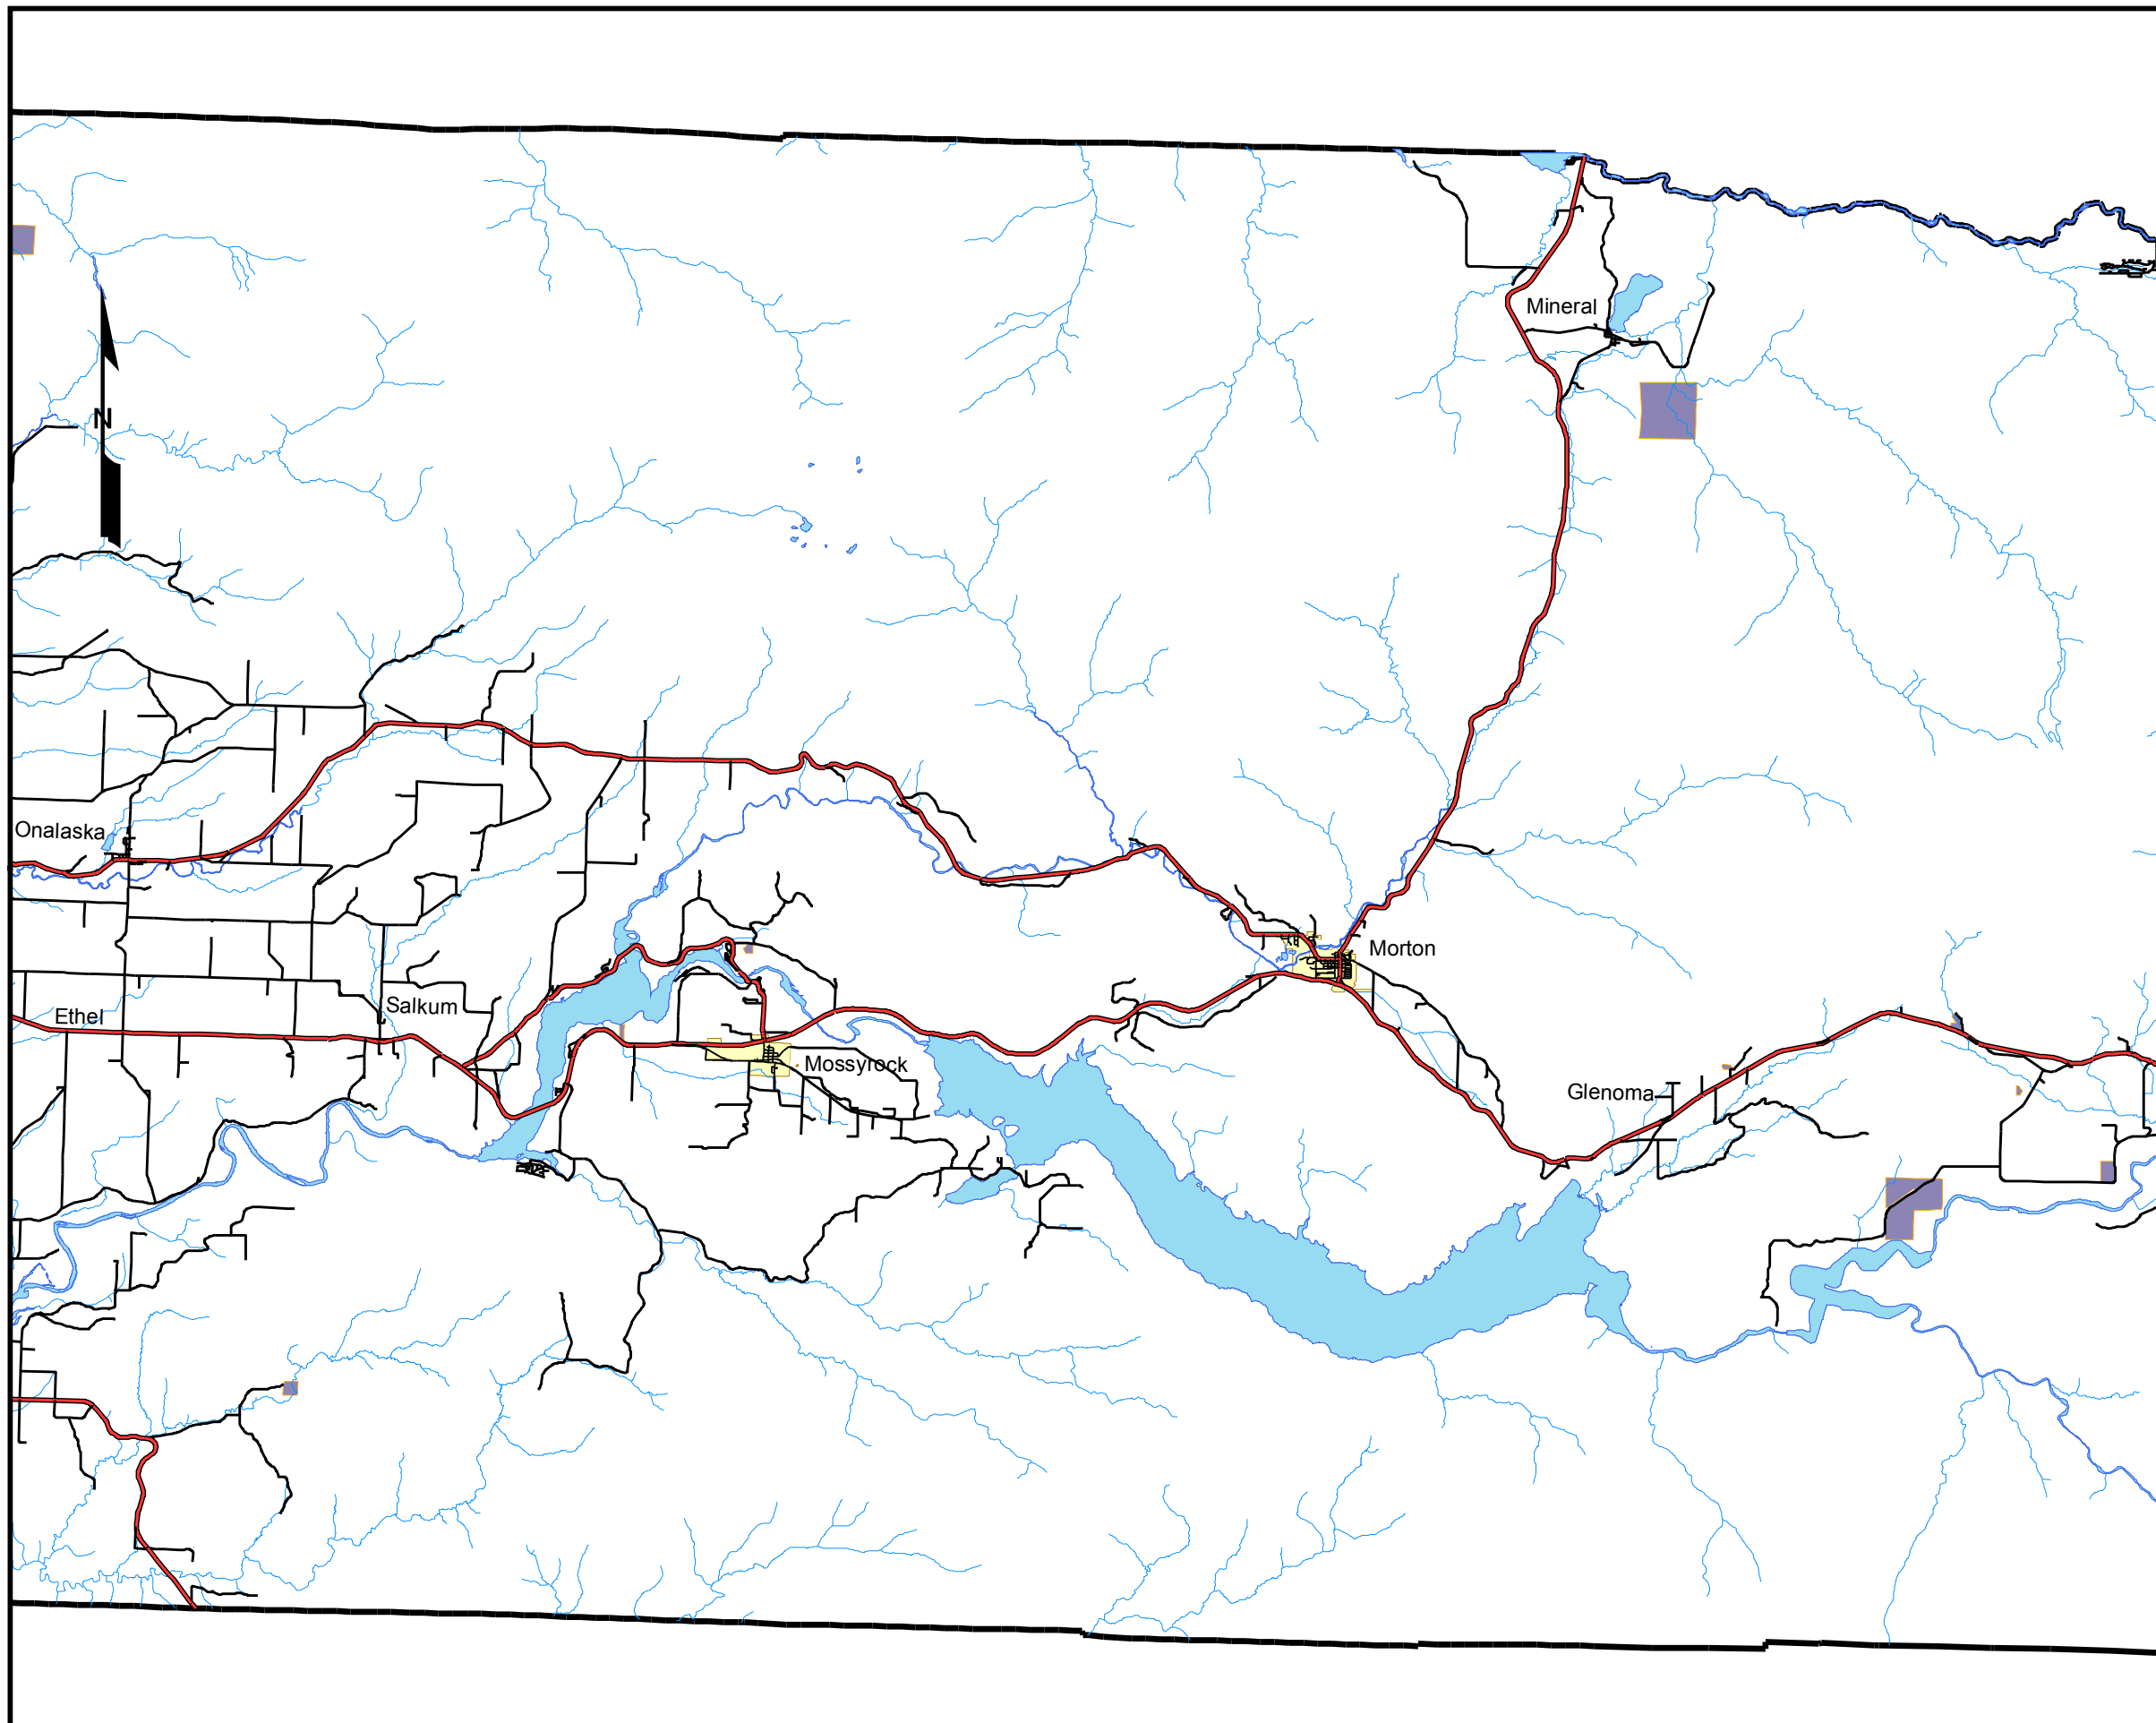 Mineral
N
Onalaska
Morton
Salkum
Ethel
Mossyrock
Glenoma